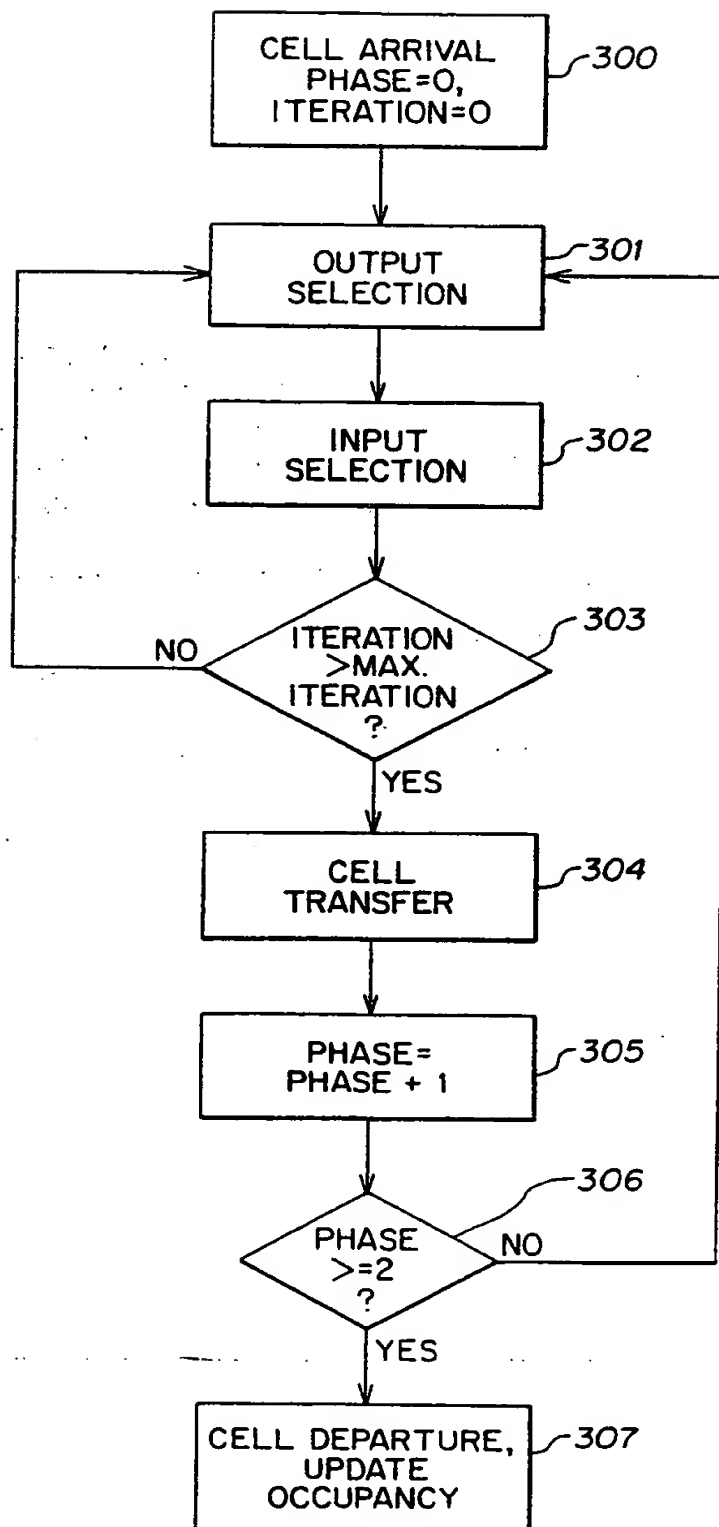 CELL ARRIVAL
PHASE=0,
ITERATION=0
300
OUTPUT
SELECTION
301
INPUT
SELECTION
302
ITERATION
>MAX.
ITERATION
?
303
NO
YES
CELL
TRANSFER
304
PHASE=
PHASE + 1
305
PHASE
>=2
?
306
NO
YES
CELL DEPARTURE,
UPDATE
OCCUPANCY
307